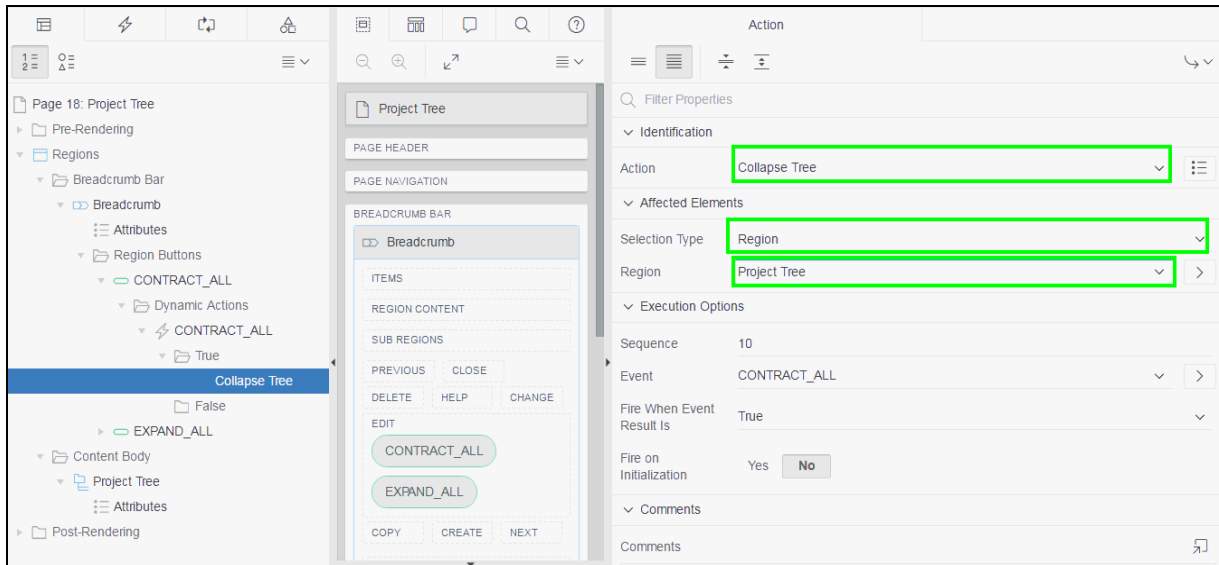 Page 18: Project Tree
Pre-Rendering
Regions
Breadcrumb Bar
Breadcrumb
Attributes
Region Buttons
CONTRACT_ALL
Dynamic Actions
CONTRACT_ALL
True
Collapse Tree
False
EXPAND_ALL
Content Body
Project Tree
Attributes
Post-Rendering
Project Tree
PAGE HEADER
PAGE NAVIGATION
BREADCRUMB BAR
Breadcrumb
ITEMS
REGION CONTENT
SUB REGIONS
PREVIOUS CLOSE
DELETE HELP CHANGE
EDIT
CONTRACT_ALL
EXPAND_ALL
COPY CREATE NEXT
Action
Filter Properties
Identification
Action Collapse Tree
Affected Elements
Selection Type Region
Region Project Tree
Execution Options
Sequence 10
Event CONTRACT_ALL
Fire When Event
Result Is True
Fire on
Initialization Yes No
Comments
Comments